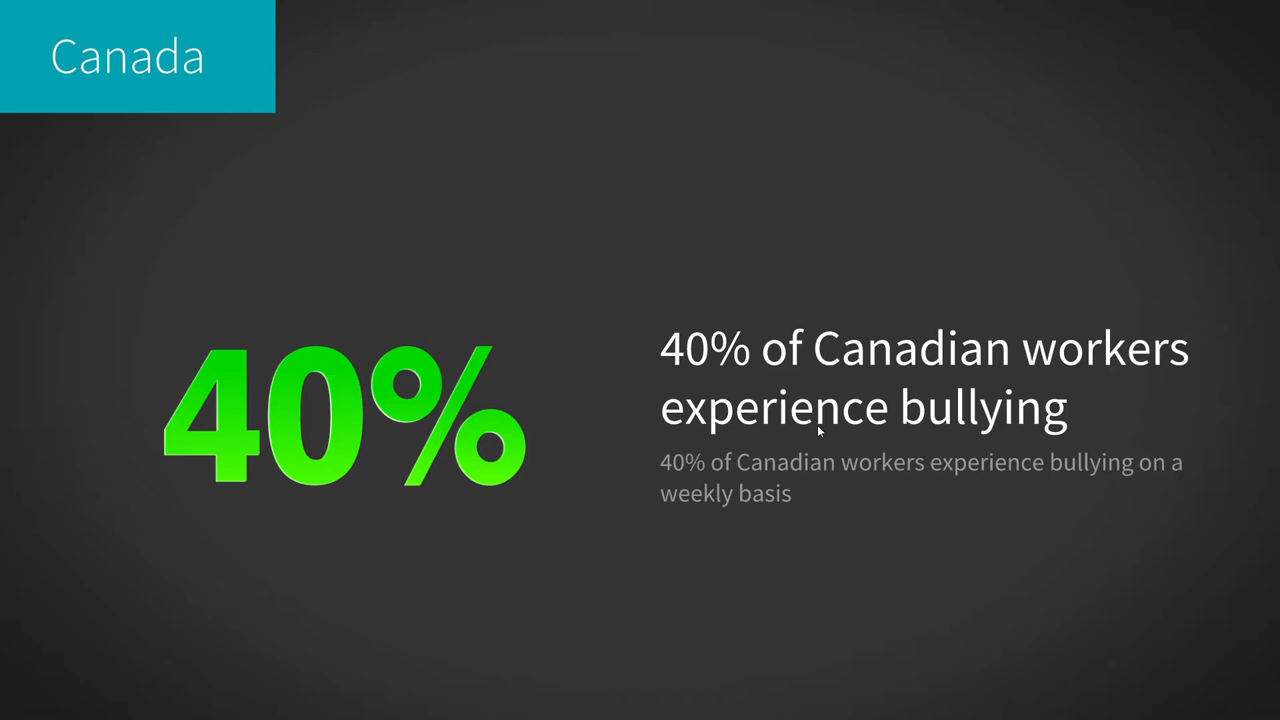 Canada
40%
40% of Canadian workers
experience bullying
40% of Canadian workers experience bullying on a
weekly basis